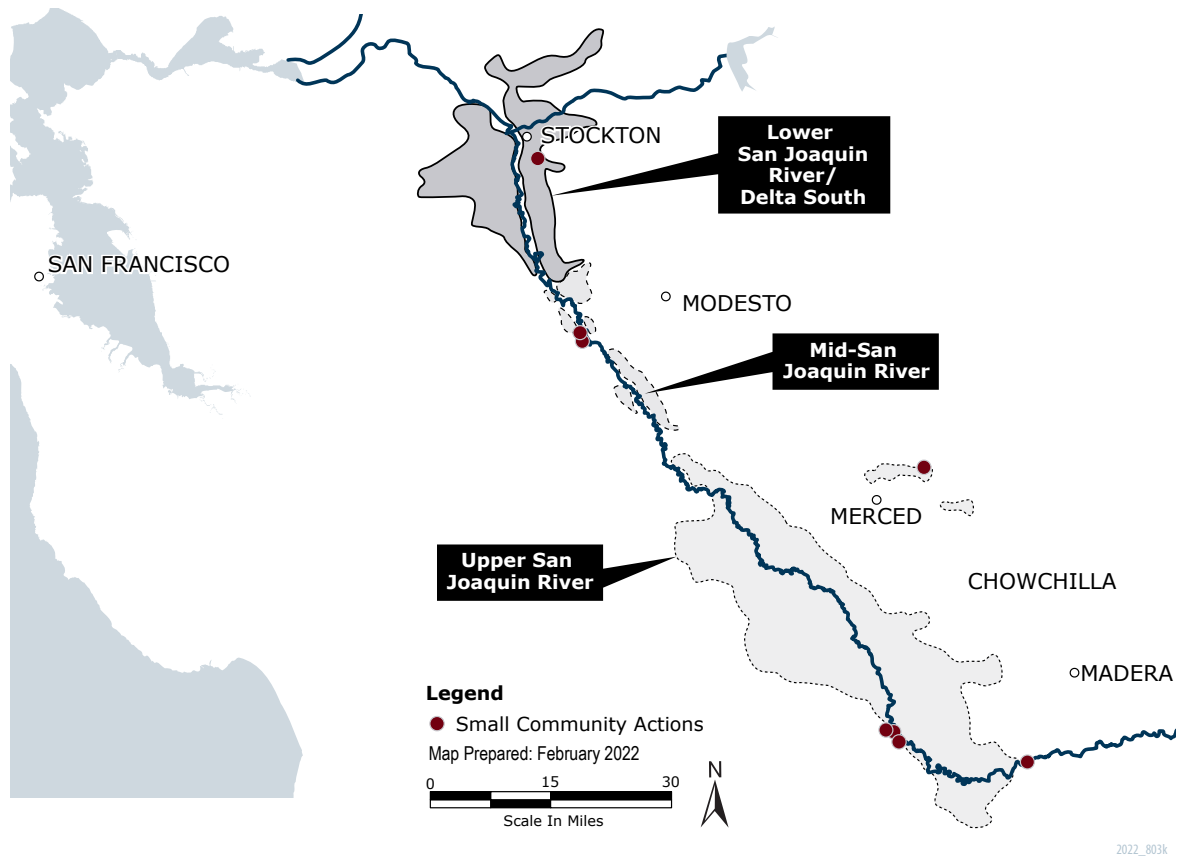 STOCKTON
Lower
San Joaquin
River/
Delta South
SAN FRANCISCO
MODESTO
Mid-San
Joaquin River
MERCED
Upper San
Joaquin River
CHOWCHILLA
MADERA
Legend
Small Community Actions
Map Prepared: February 2022
0 15 30
Scale In Miles
N
2022_803k